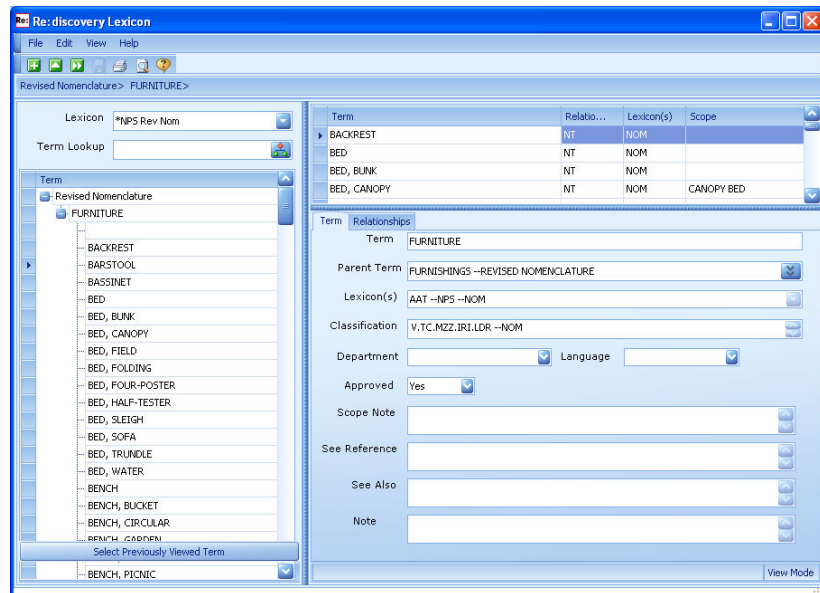 Re: Re:discovery Lexicon
File Edit View Help
Revised Nomenclature> FURNITURE>
Lexicon *NPS Rev Nom
Term Lookup
Term
Revised Nomenclature
FURNITURE
BACKREST
BARSTOOL
BASSINET
BED
BED, BUNK
BED, CANOPY
BED, FIELD
BED, FOLDING
BED, FOUR-POSTER
BED, HALF-TESTER
BED, SLEIGH
BED, SOFA
BED, TRUNDLE
BED, WATER
BENCH
BENCH, BUCKET
BENCH, CIRCULAR
BENCH, GARDEN
Select Previously Viewed Term
BENCH, PICNIC
Term Relatio... Lexicon(s) Scope
BACKREST NT NOM
BED NT NOM
BED, BUNK NT NOM
BED, CANOPY NT NOM CANOPY BED
Term Relationships
Term FURNITURE
Parent Term FURNISHINGS --REVISED NOMENCLATURE
Lexicon(s) AAT --NPS --NOM
Classification V.TC.MZZ.IRI.LDR --NOM
Department Language
Approved Yes
Scope Note
See Reference
See Also
Note
View Mode